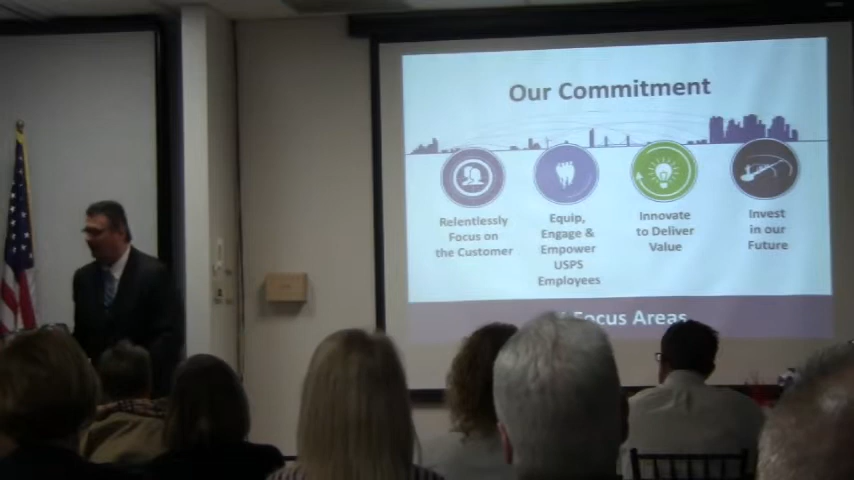 Our Commitment
Relentlessly
Focus on
the Customer
Equip,
Engage &
Empower
USPS
Employees
Innovate
to Deliver
Value
Invest
in our
Future
Focus Areas